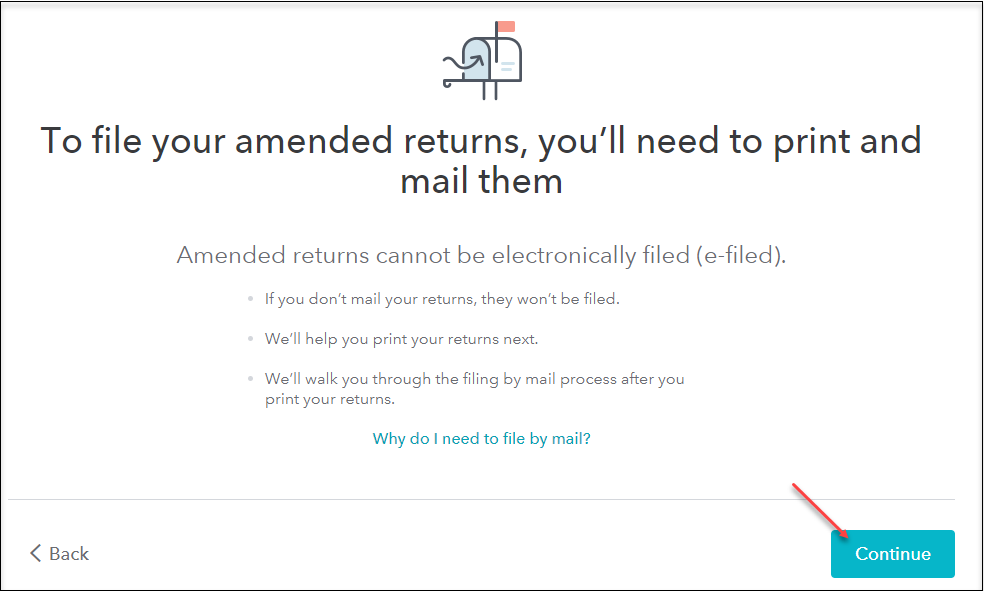 To file your amended returns, you’ll need to print and
mail them
Amended returns cannot be electronically filed (e-filed).
If you don’t mail your returns, they won’t be filed.
We’ll help you print your returns next.
We’ll walk you through the filing by mail process after you
print your returns.
Why do I need to file by mail?
Back
Continue